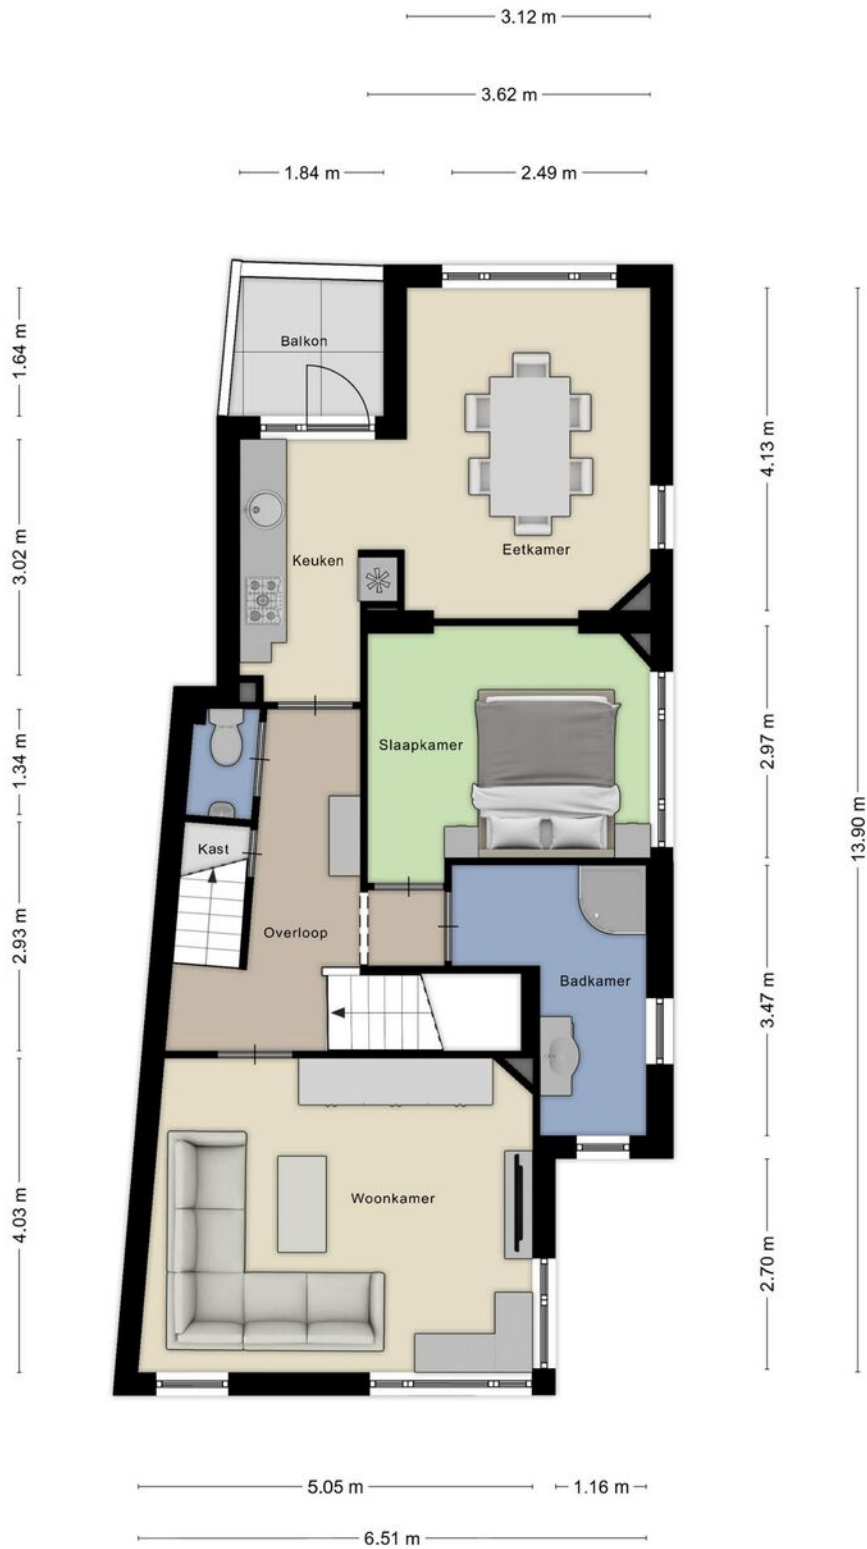 3.12 m
3.62 m
1.84 m
2.49 m
Balkon
1.64 m
4.13 m
Eetkamer
3.02 m
Keuken
Slaapkamer
2.97 m
1.34 m
13.90 m
Kast
Overloop
2.93 m
Badkamer
3.47 m
Woonkamer
4.03 m
2.70 m
5.05 m
1.16 m
6.51 m